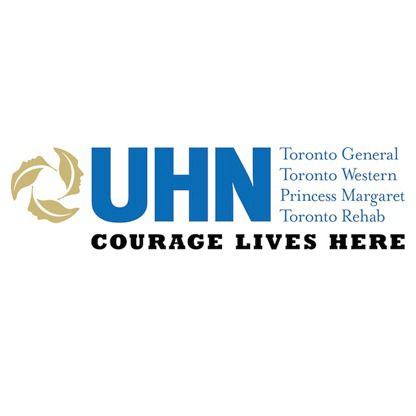 UHN
Toronto General
Toronto Western
Princess Margaret
Toronto Rehab
COURAGE LIVES HERE